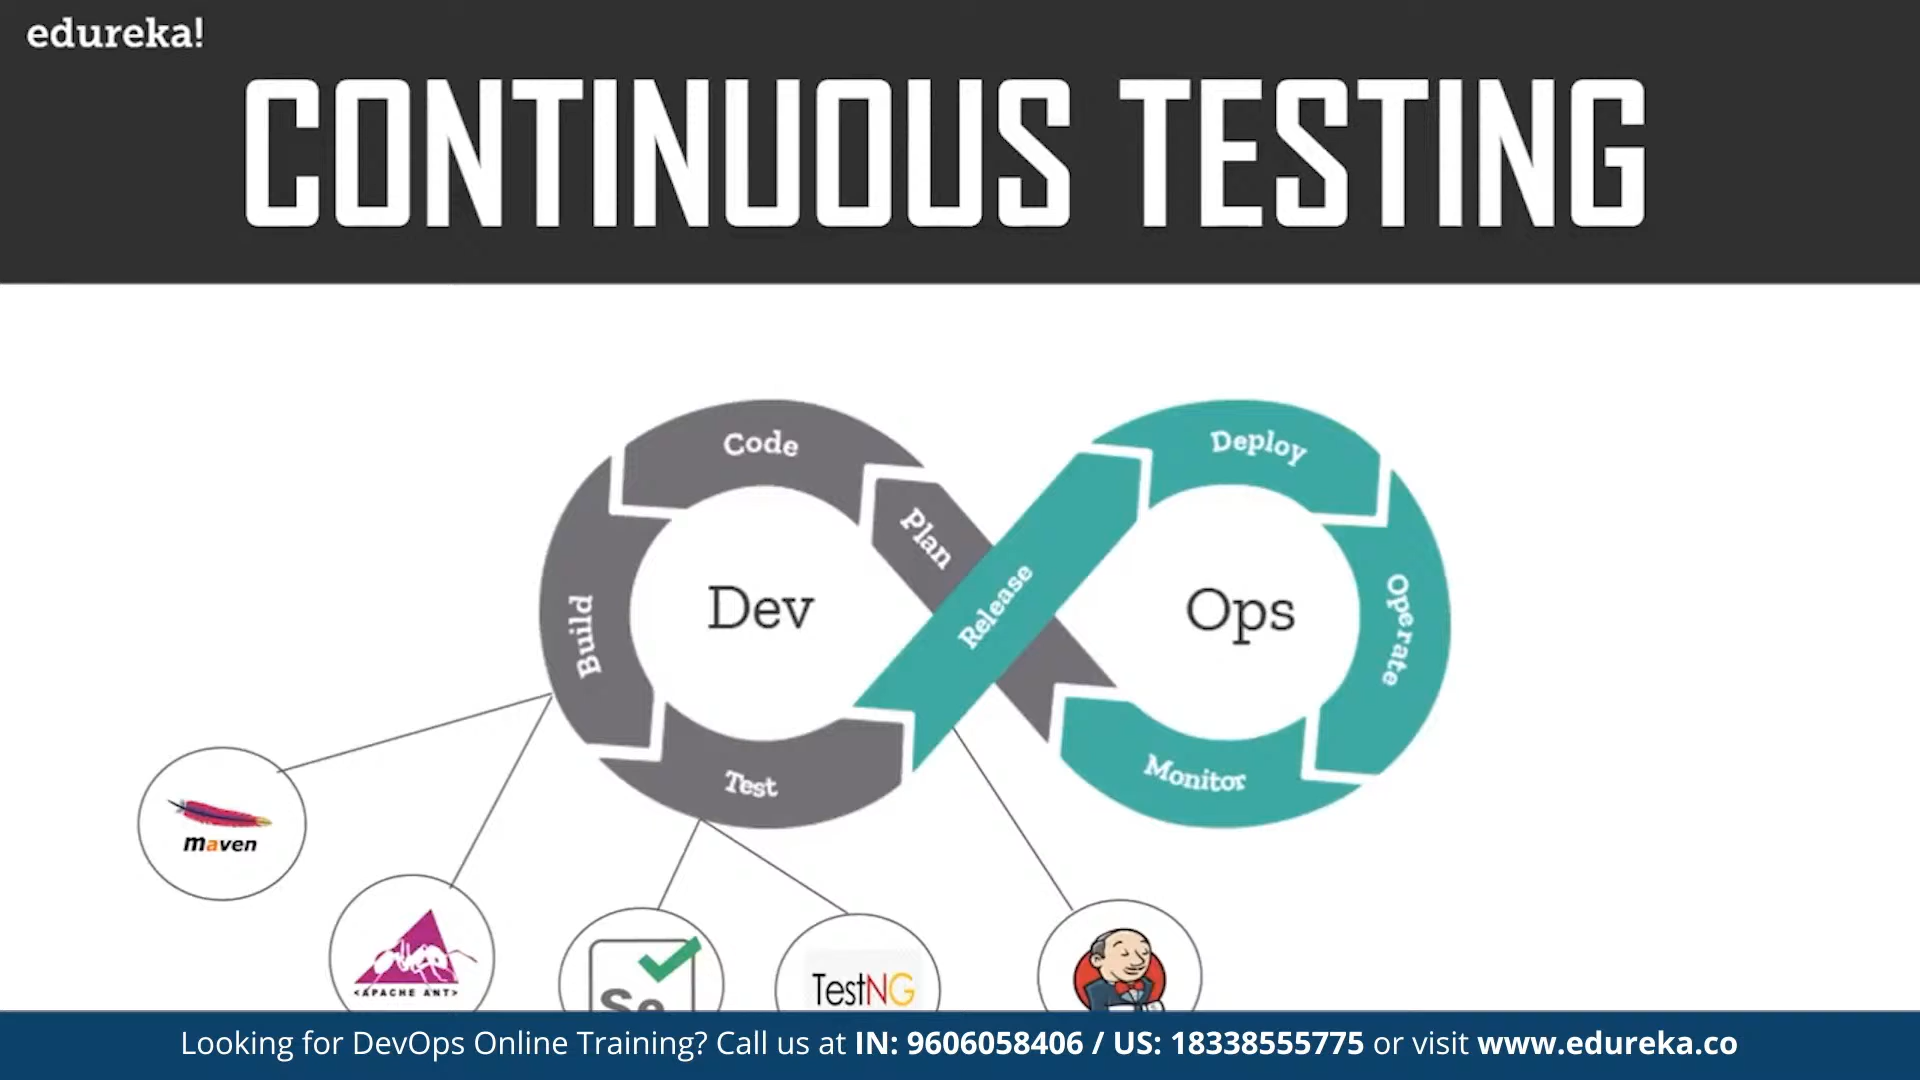 edureka!
CONTINUOUS TESTING
Code
Deploy
Plan
Release
Build
Dev
Ops
Operate
Test
Monitor
maven
<APACHE ANT>
Se
TestNG
Looking for DevOps Online Training? Call us at IN: 9606058406 / US: 18338555775 or visit www.edureka.co